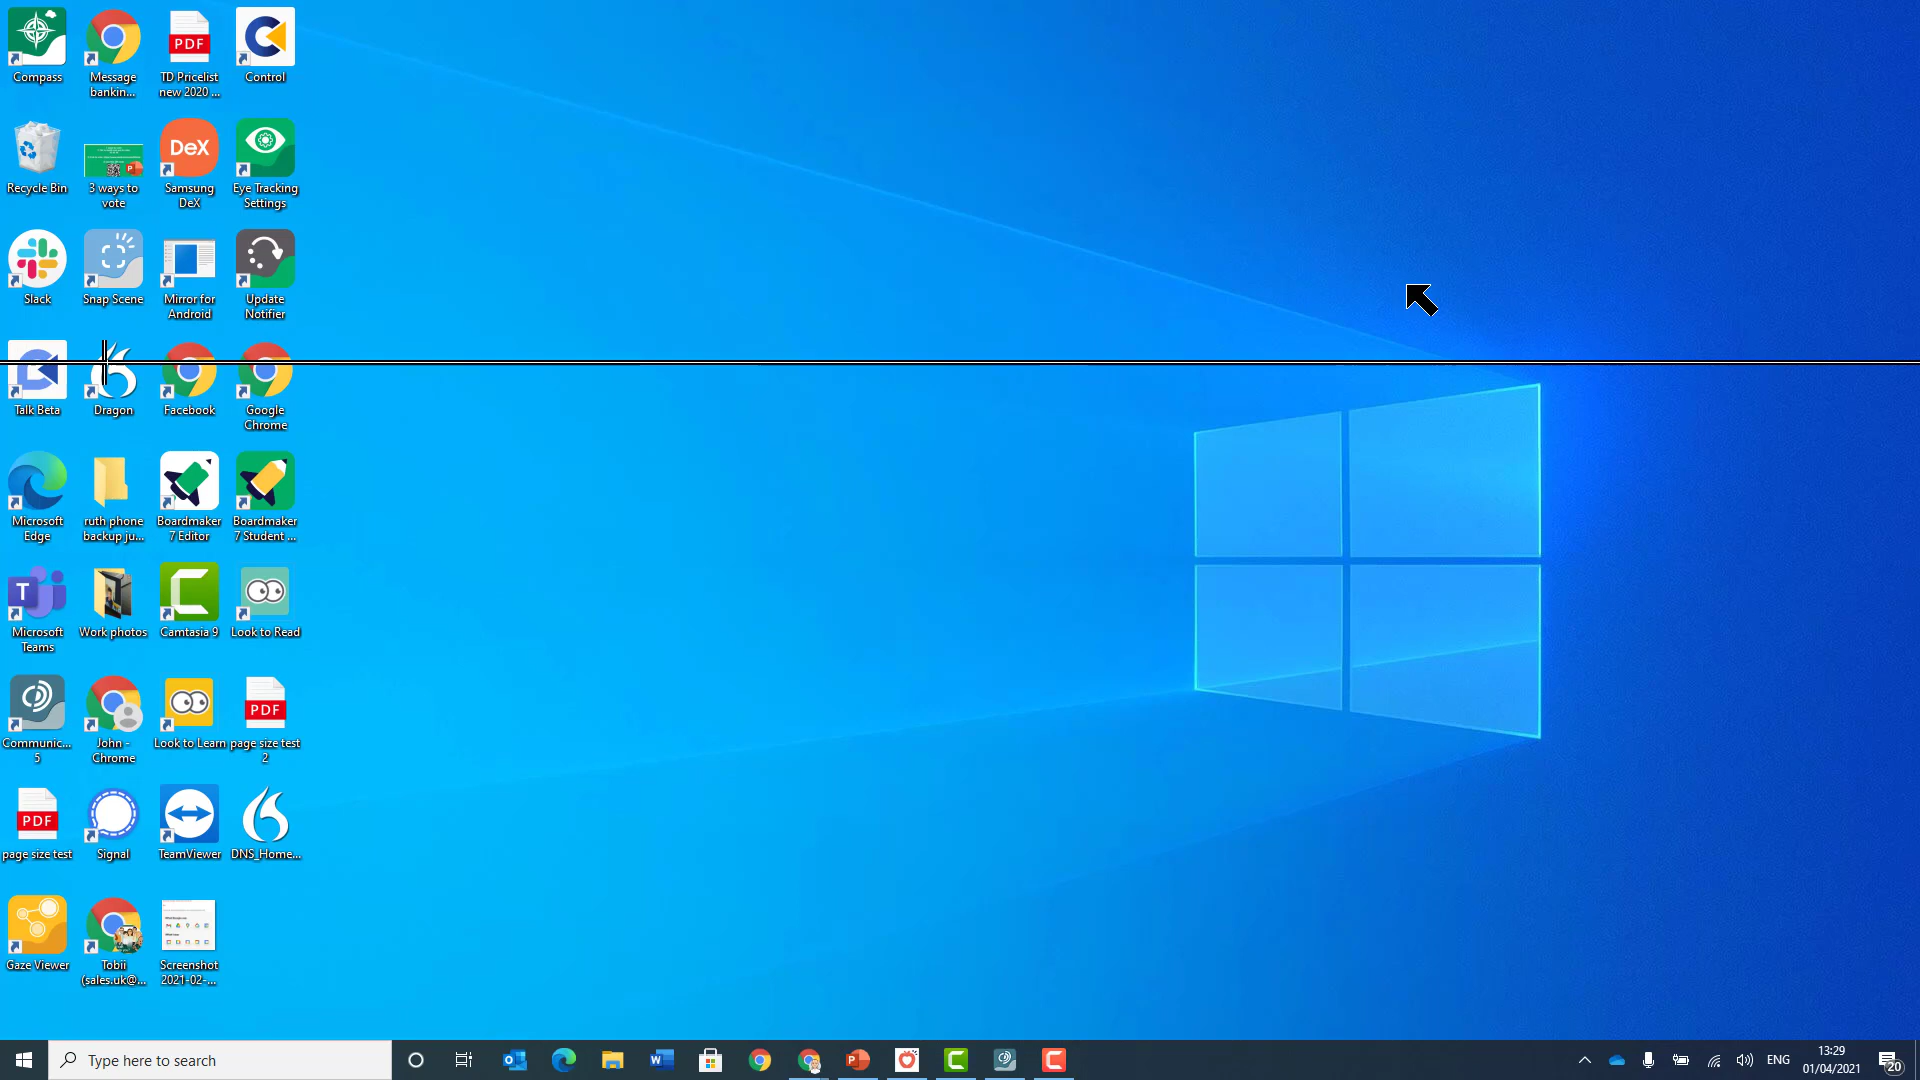 Compass
Message
bankin...
PDF
TD Pricelist
new 2020 ...
Control
Recycle Bin
3 ways to
vote
DeX
Samsung
DeX
Eye Tracking
Settings
Slack
Snap Scene
Mirror for
Android
Update
Notifier
Talk Beta
Dragon
Facebook
Google
Chrome
Microsoft
Edge
ruth phone
backup ju...
Boardmaker
7 Editor
Boardmaker
7 Student ...
T
Microsoft
Teams
Work photos
Camtasia 9
Look to Read
Communic...
5
John -
Chrome
Look to Learn
PDF
page size test
2
PDF
page size test
Signal
TeamViewer
DNS_Home...
Gaze Viewer
Tobii
(sales.uk@...
Screenshot
2021-02-...
Type here to search
ENG
13:29
01/04/2021
20